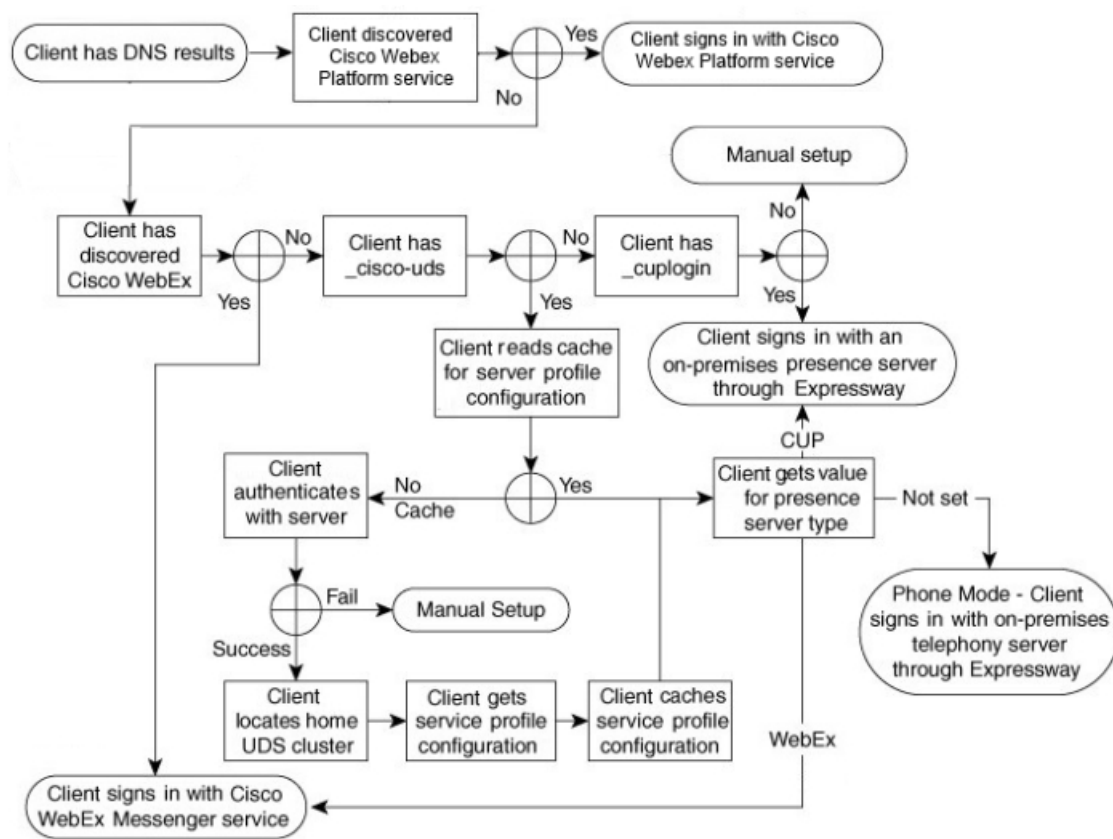 Client has DNS results
Client discovered
Cisco Webex
Platform service
Yes
Client signs in with Cisco
Webex Platform service
No
Manual setup
No
Client has
discovered
Cisco WebEx
No
Client has
_cisco-uds
No
Client has
_cuplogin
Yes
Yes
Yes
Client reads cache
for server profile
configuration
Client signs in with an
on-premises presence server
through Expressway
CUP
Client
authenticates
with server
No
Cache
Yes
Client gets value
for presence
server type
Not set
Fail
Manual Setup
Success
Phone Mode - Client
signs in with on-premises
telephony server
through Expressway
Client
locates home
UDS cluster
Client gets
service profile
configuration
Client caches
service profile
configuration
WebEx
Client signs in with Cisco
WebEx Messenger service